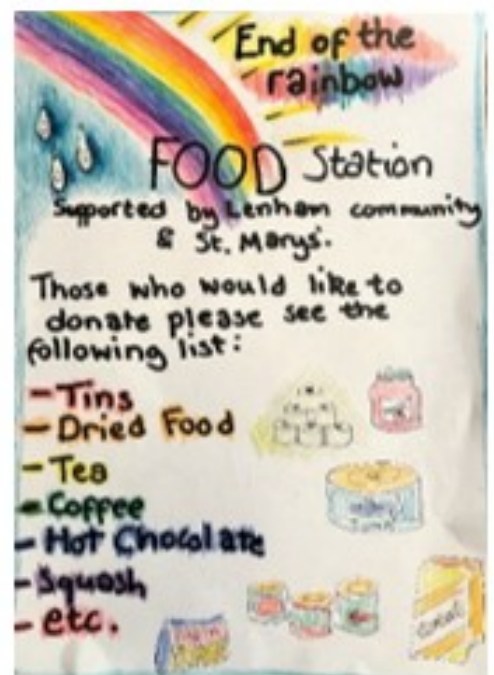 End of the
rainbow
FOOD Station
Supported by Lenham community
& St. Marys'.
Those who would like to
donate please see the
following list:
- Tins
- Dried Food
- Tea
- Coffee
- Hot Chocolate
- Squash
- etc.
Cereal